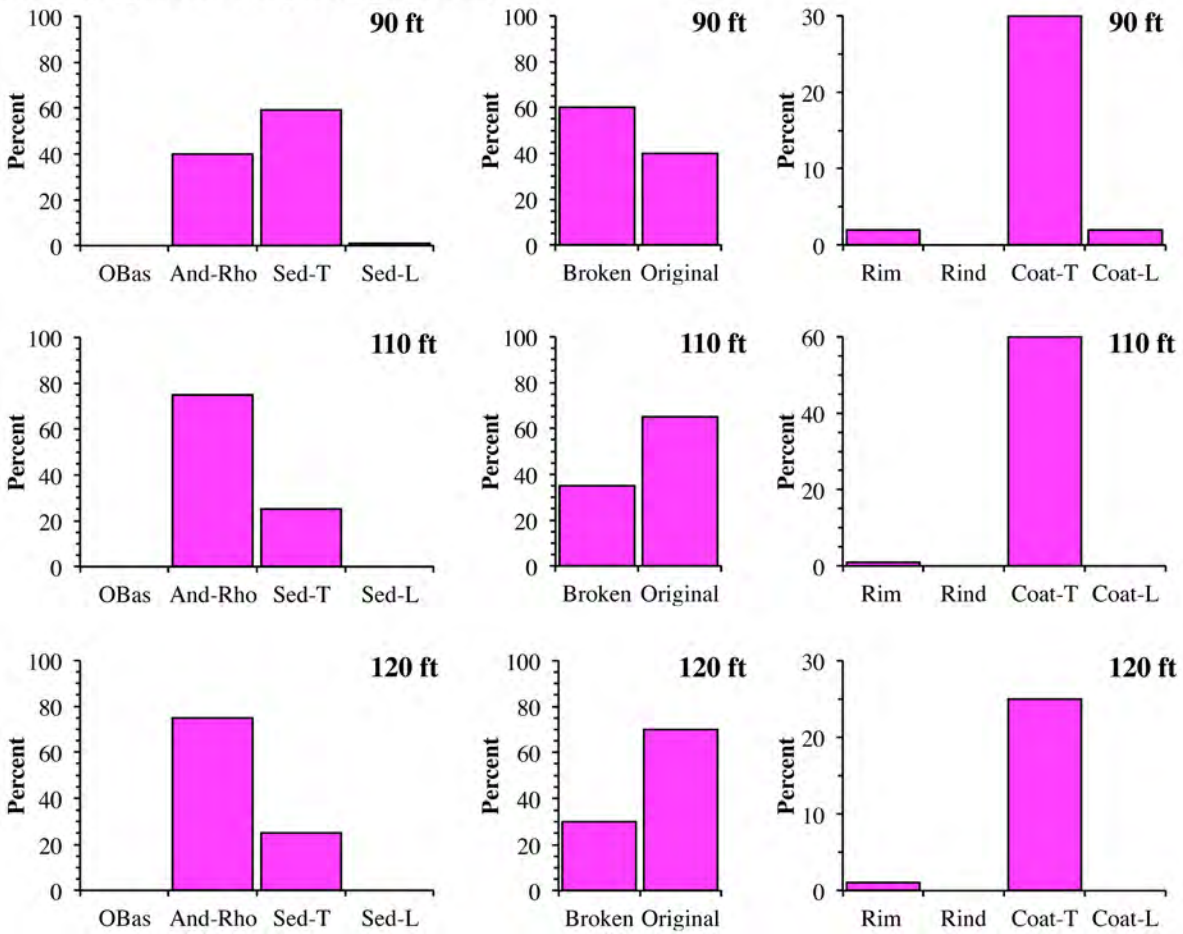 90 ft
Percent
100
80
60
40
20
0
OBas And-Rho Sed-T Sed-L
90 ft
Percent
100
80
60
40
20
0
Broken Original
90 ft
Percent
30
20
10
0
Rim Rind Coat-T Coat-L
110 ft
Percent
100
80
60
40
20
0
OBas And-Rho Sed-T Sed-L
110 ft
Percent
100
80
60
40
20
0
Broken Original
110 ft
Percent
60
40
20
0
Rim Rind Coat-T Coat-L
120 ft
Percent
100
80
60
40
20
0
OBas And-Rho Sed-T Sed-L
120 ft
Percent
100
80
60
40
20
0
Broken Original
120 ft
Percent
30
20
10
0
Rim Rind Coat-T Coat-L